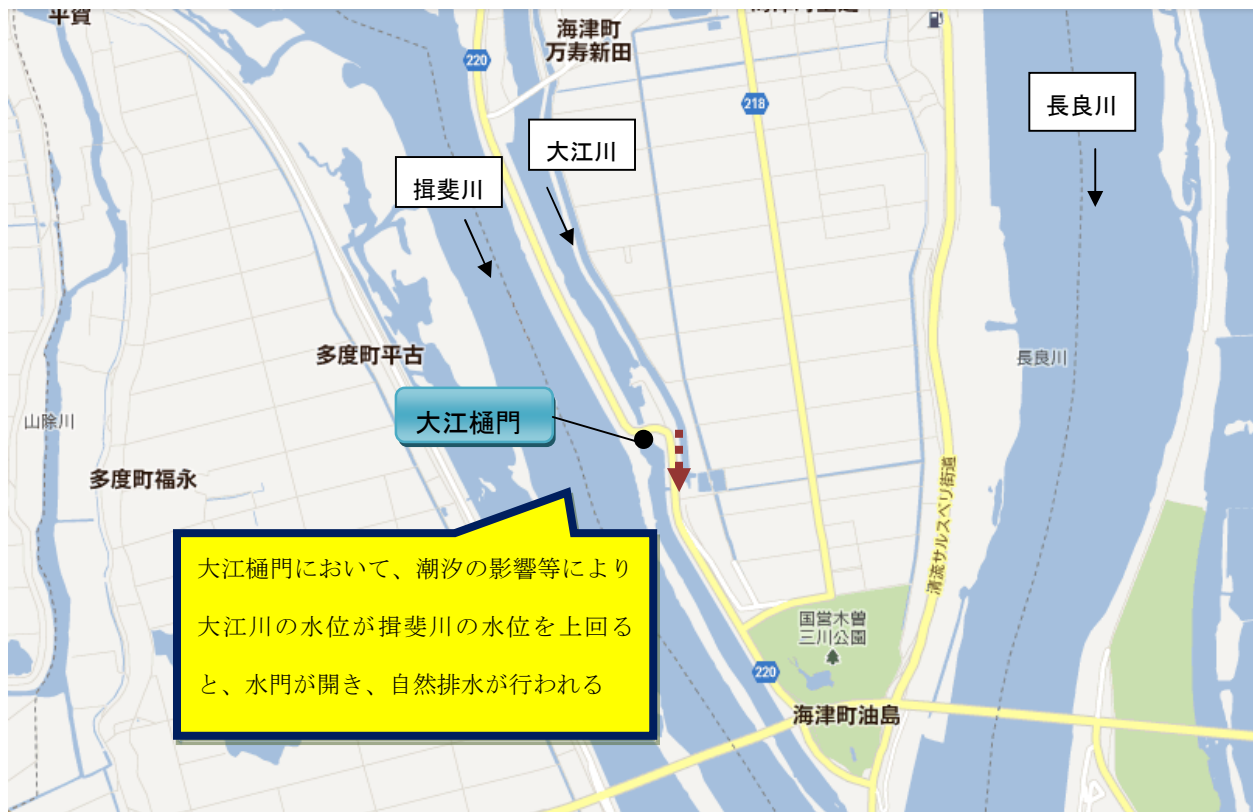 平賀
海津町
万寿新田
220
218
長良川
大江川
揖斐川
多度町平古
長良川
大江樋門
山除川
多度町福永
清流サルスベリ街道
大江樋門において、潮汐の影響等により
大江川の水位が揖斐川の水位を上回る
と、水門が開き、自然排水が行われる
国営木曽
三川公園
220
海津町油島